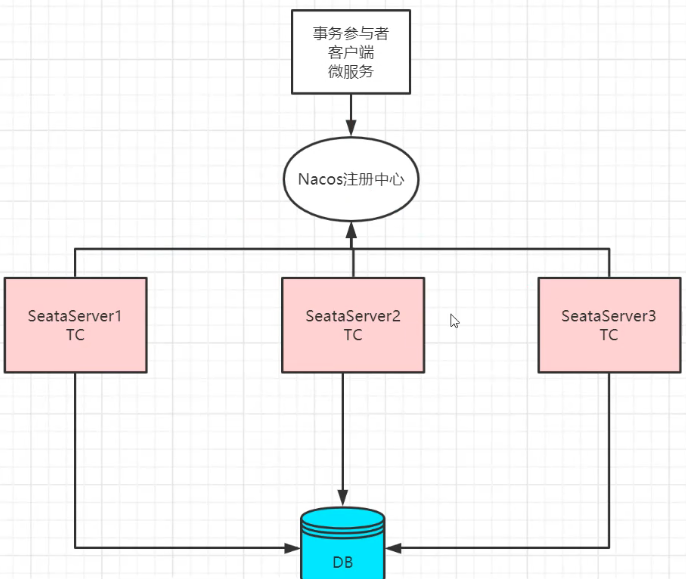 事务参与者
客户端
微服务
Nacos注册中心
SeataServer1
TC
SeataServer2
TC
SeataServer3
TC
DB